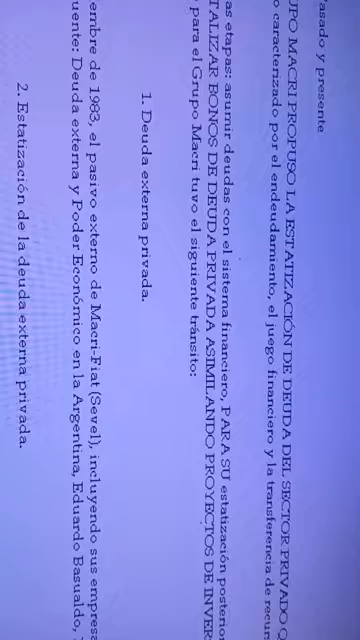 asado y presente
UPO MACRI PROPUSO LA ESTATIZACIÓN DE DEUDA DEL SECTOR PRIVADO Q
o caracterizado por el endeudamiento, el juego financiero y la transferencia de recur
as etapas: asumir deudas con el sistema financiero, PARA SU estatización posterior
TALIZAR BONOS DE DEUDA PRIVADA ASIMILANDO PROYECTOS DE INVER
para el Grupo Macri tuvo el siguiente tránsito:
1. Deuda externa privada.
embre de 1983, el pasivo externo de Macri-Fiat (Sevel), incluyendo sus empresa
uente: Deuda externa y Poder Económico en la Argentina, Eduardo Basualdo,
2. Estatización de la deuda externa privada.